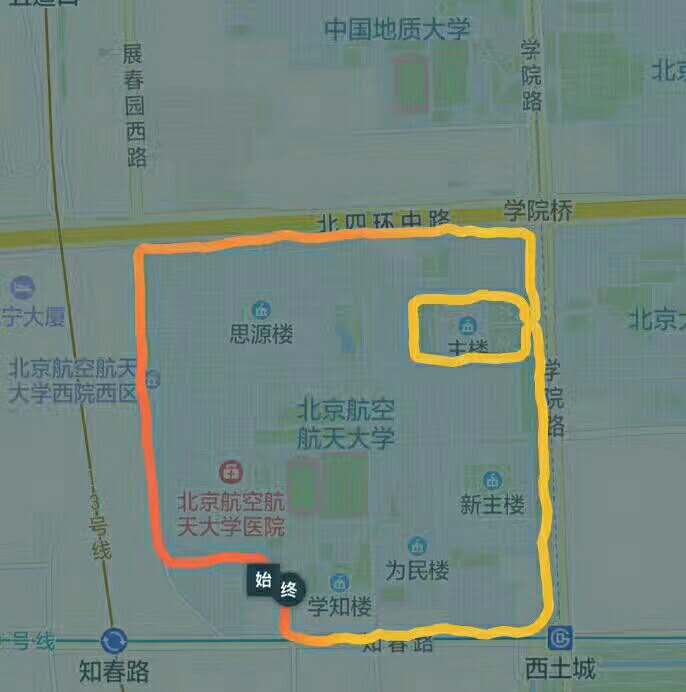 中国地质大学
展春园西路
学院路
北四环中路
学院桥
思源楼
主楼
宁大厦
北京航空航天
大学西院西区
北京航空
航天大学
学院路
北京航空航
天大学医院
新主楼
13号线
为民楼
始
终
学知楼
号线
知春路
知春路
西土城